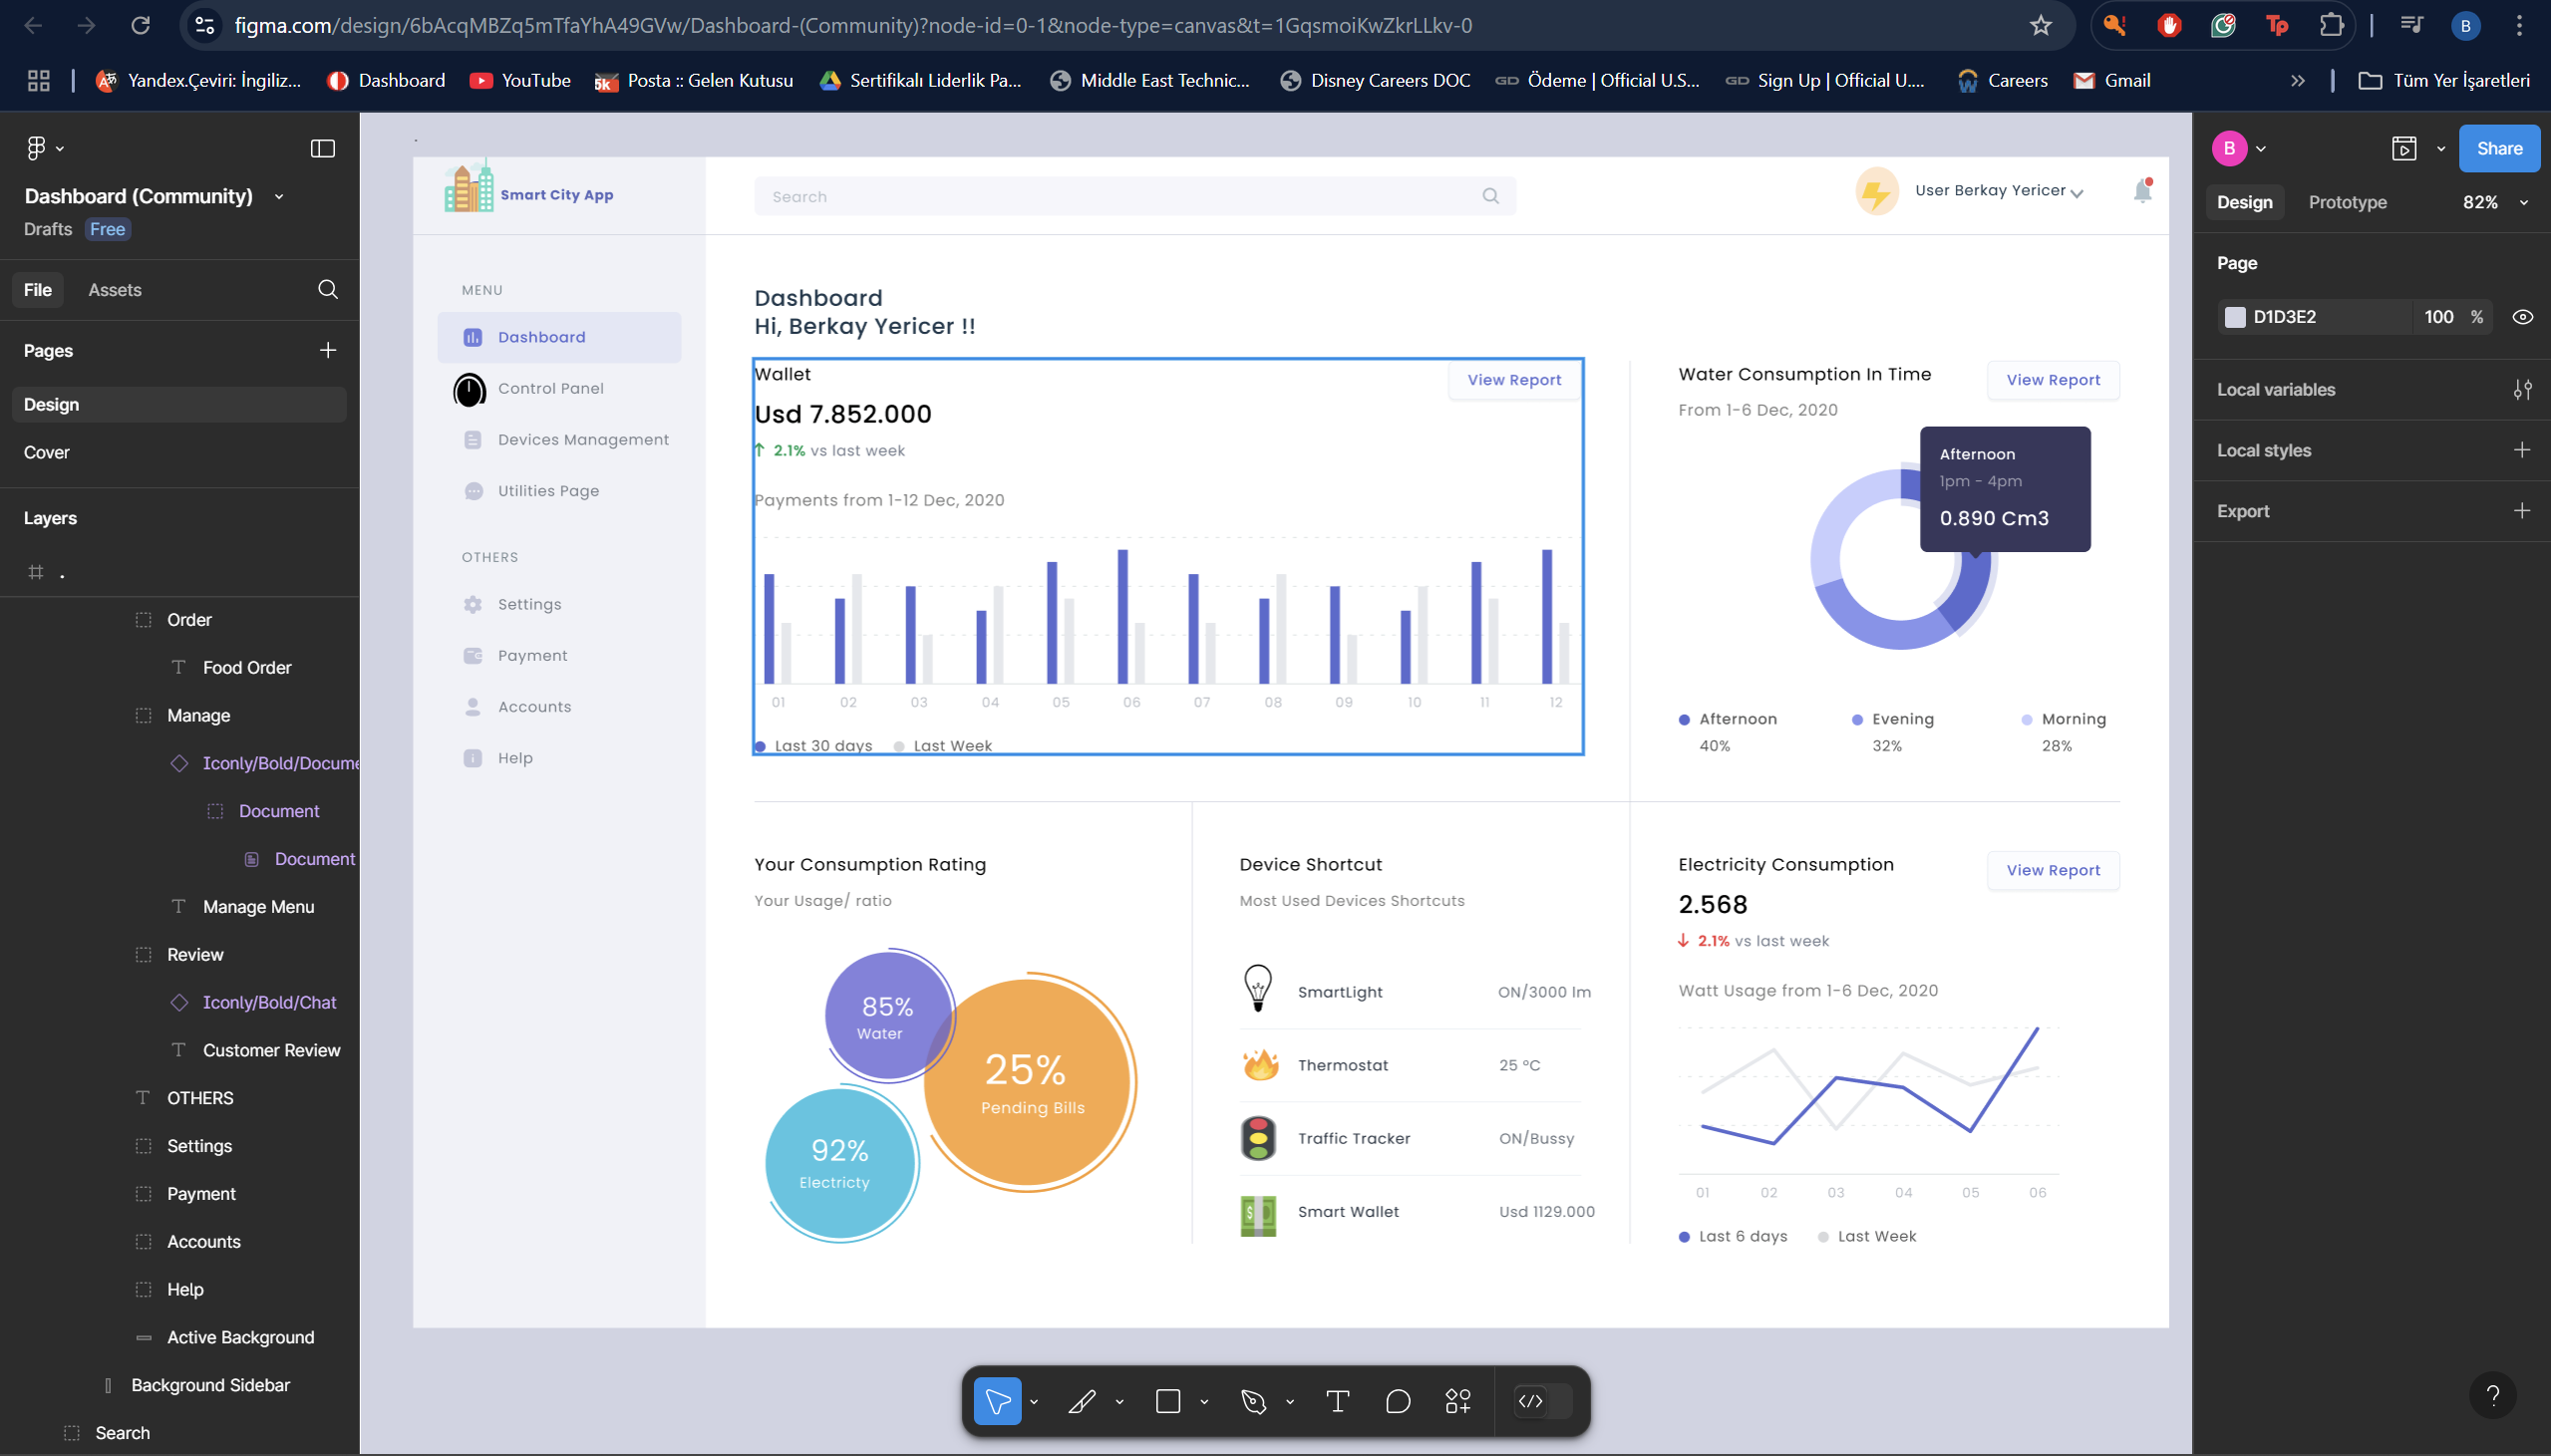 figma.com/design/6bAcqMBZq5mTfaYhA49GVw/Dashboard-(Community)?node-id=0-1&node-type=canvas&t=1GqsmoiKwZkrLLkv-0
B
Yandex.Çeviri: İngiliz...
Dashboard
YouTube
5k Posta :: Gelen Kutusu
Sertifikalı Liderlik Pa...
Middle East Technic...
Disney Careers DOC
GD Ödeme | Official U.S...
GD Sign Up | Official U....
Careers
Gmail
Tüm Yer İşaretleri
Dashboard (Community)
Drafts Free
File Assets
Pages
Design
Cover
Layers
.
Order
Food Order
Manage
Iconly/Bold/Docume
Document
Document
Manage Menu
Review
Iconly/Bold/Chat
Customer Review
OTHERS
Settings
Payment
Accounts
Help
Active Background
Background Sidebar
Search
Smart City App
Search
User Berkay Yericer
MENU
Dashboard
Control Panel
Devices Management
Utilities Page
OTHERS
Settings
Payment
Accounts
Help
Dashboard
Hi, Berkay Yericer !!
Wallet
View Report
Usd 7.852.000
2.1% vs last week
Payments from 1-12 Dec, 2020
01 02 03 04 05 06 07 08 09 10 11 12
Last 30 days Last Week
Water Consumption In Time
View Report
From 1-6 Dec, 2020
Afternoon
1pm - 4pm
0.890 Cm3
Afternoon Evening Morning
40% 32% 28%
Your Consumption Rating
Your Usage/ ratio
85%
Water
25%
Pending Bills
92%
Electricty
Device Shortcut
Most Used Devices Shortcuts
SmartLight ON/3000 lm
Thermostat 25 °C
Traffic Tracker ON/Bussy
Smart Wallet Usd 1129.000
Electricity Consumption
View Report
2.568
2.1% vs last week
Watt Usage from 1-6 Dec, 2020
01 02 03 04 05 06
Last 6 days Last Week
B
Share
Design Prototype 82%
Page
D1D3E2 100 %
Local variables
Local styles
Export
?